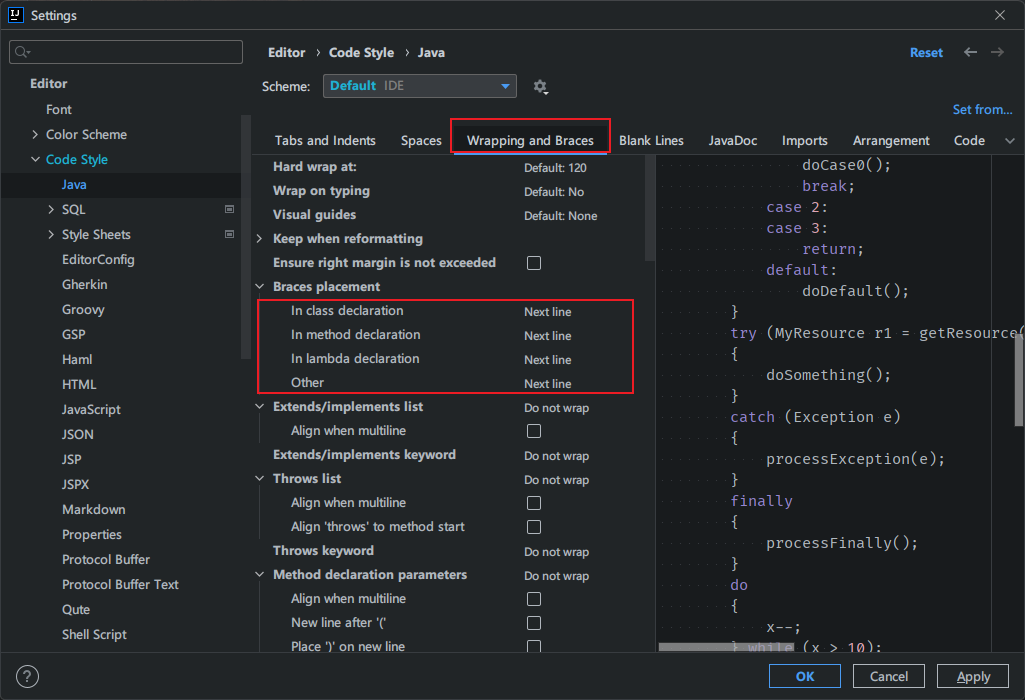 IJ Settings
Editor › Code Style › Java
Reset
Scheme: Default IDE
Set from...
Editor
Font
Color Scheme
Code Style
Java
SQL
Style Sheets
EditorConfig
Gherkin
Groovy
GSP
Haml
HTML
JavaScript
JSON
JSP
JSPX
Markdown
Properties
Protocol Buffer
Protocol Buffer Text
Qute
Shell Script
Tabs and Indents Spaces Wrapping and Braces Blank Lines JavaDoc Imports Arrangement Code
Hard wrap at: Default: 120
Wrap on typing Default: No
Visual guides Default: None
Keep when reformatting
Ensure right margin is not exceeded
Braces placement
In class declaration Next line
In method declaration Next line
In lambda declaration Next line
Other Next line
Extends/implements list Do not wrap
Align when multiline
Extends/implements keyword Do not wrap
Throws list Do not wrap
Align when multiline
Align 'throws' to method start
Throws keyword Do not wrap
Method declaration parameters Do not wrap
Align when multiline
New line after '('
Place ')' on new line
doCase0();
break;
case 2:
case 3:
return;
default:
doDefault();
}
try (MyResource r1 = getResource(
{
doSomething();
}
catch (Exception e)
{
processException(e);
}
finally
{
processFinally();
}
do
{
x--;
} while (x > 10);
?
OK Cancel Apply